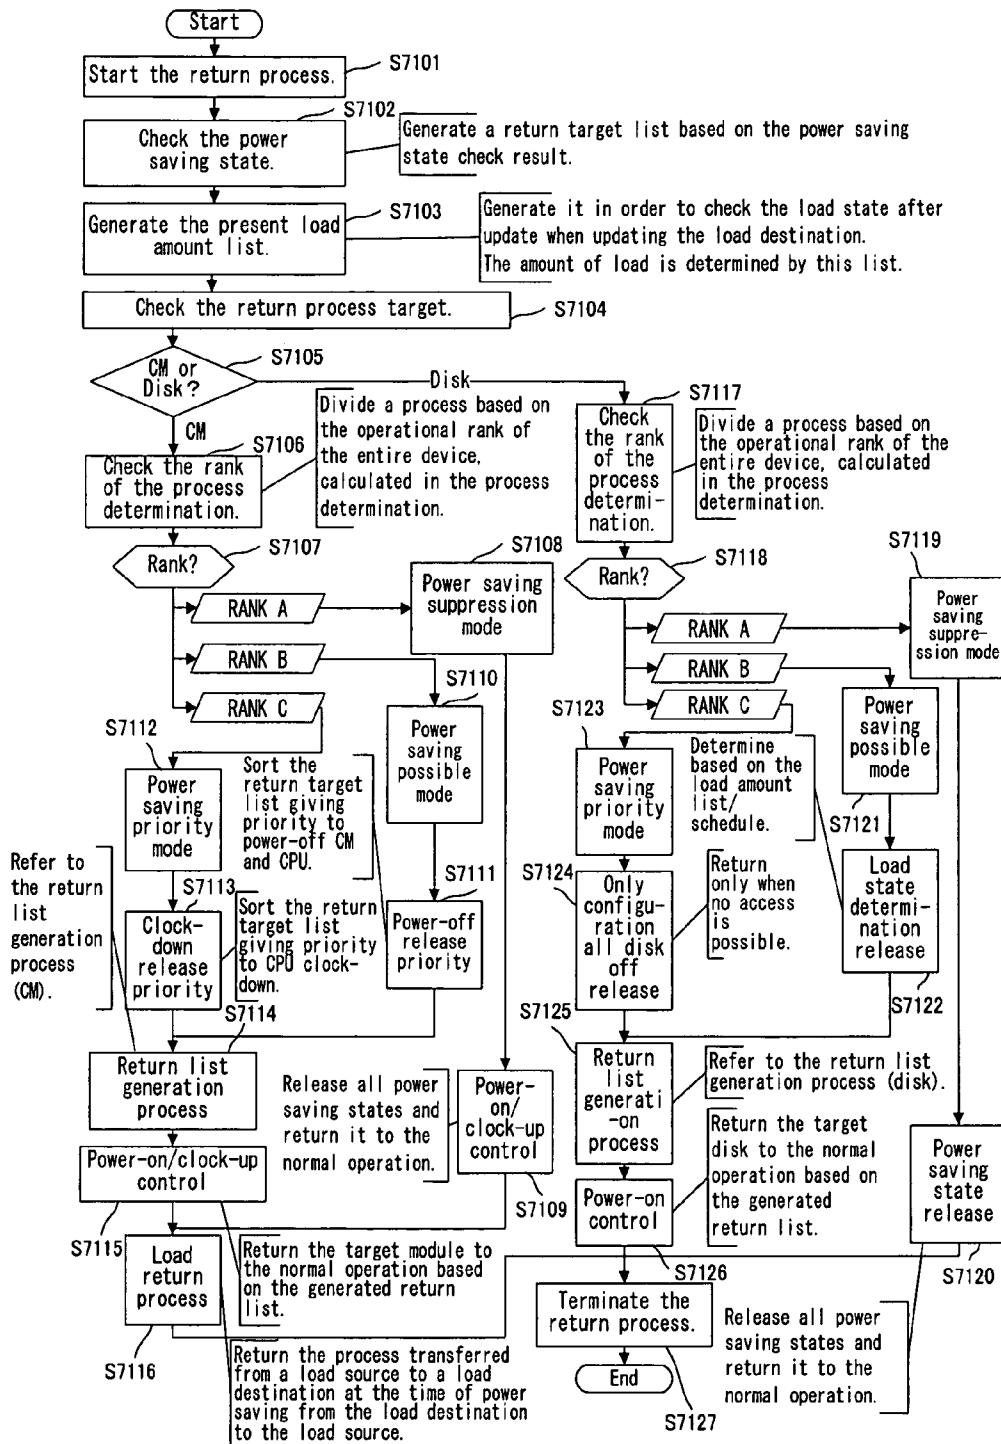 Start
Start the return process.
S7101
S7102
Check the power
saving state.
Generate a return target list based on the power saving
state check result.
Generate the present load
amount list.
S7103
Generate it in order to check the load state after
update when updating the load destination.
The amount of load is determined by this list.
Check the return process target.
S7104
CM or
Disk?
S7105
Disk
CM
S7106
Check the rank
of the process
determination.
Divide a process based on
the operational rank of
the entire device,
calculated in the process
determination.
S7117
Check
the rank
of the
process
determi-
nation.
Divide a process based on
the operational rank of the
entire device, calculated
in the process
determination.
Rank?
S7107
S7108
Power saving
suppression
mode
Rank?
S7118
S7119
Power
saving
suppre-
ssion mode
RANK A
RANK B
RANK C
RANK A
RANK B
RANK C
S7110
Power
saving
possible
mode
S7112
Power
saving
priority
mode
Sort the
return target
list giving
priority to
power-off CM
and CPU.
S7123
Power
saving
priority mode
Determine
based on the
load amount
list/
schedule.
Power
saving
possible
mode
S7121
Refer to
the return
list
generation
process
(CM).
S7113
Clock-
down
release
priority
Sort the return
target list
giving priority
to CPU clock-
down.
S7111
Power-off
release
priority
S7124
Only
configu-
ration
all disk
off
release
Return
only when
no access
is
possible.
Load
state
determi-
nation
release
S7122
S7114
Return list
generation
process
S7125
Return
list
generati
-on
process
Refer to the return list
generation process (disk).
Release all power
saving states and
return it to the
normal operation.
Power-
on/
clock-up
control
S7109
Power-on/clock-up
control
S7115
Return the target module to
the normal operation based
on the generated return
list.
Power-on
control
S7126
Return the target
disk to the normal
operation based on
the generated
return list.
Power
saving
state
release
S7120
Load
return
process
S7116
Return the process transferred
from a load source to a load
destination at the time of power
saving from the load destination
to the load source.
Terminate the
return process.
S7127
Release all power
saving states and
return it to the
normal operation.
End